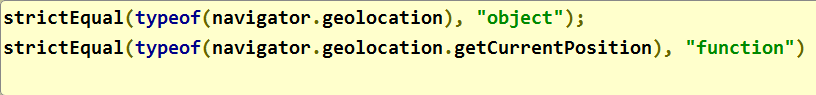 strictEqual(typeof(navigator.geolocation), "object");
strictEqual(typeof(navigator.geolocation.getCurrentPosition), "function")